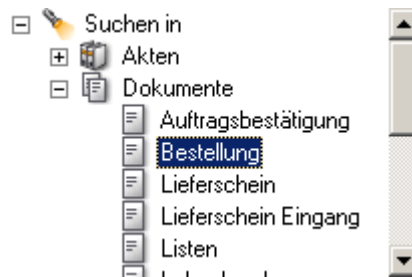 Suchen in
Akten
Dokumente
Auftragsbestätigung
Bestellung
Lieferschein
Lieferschein Eingang
Listen